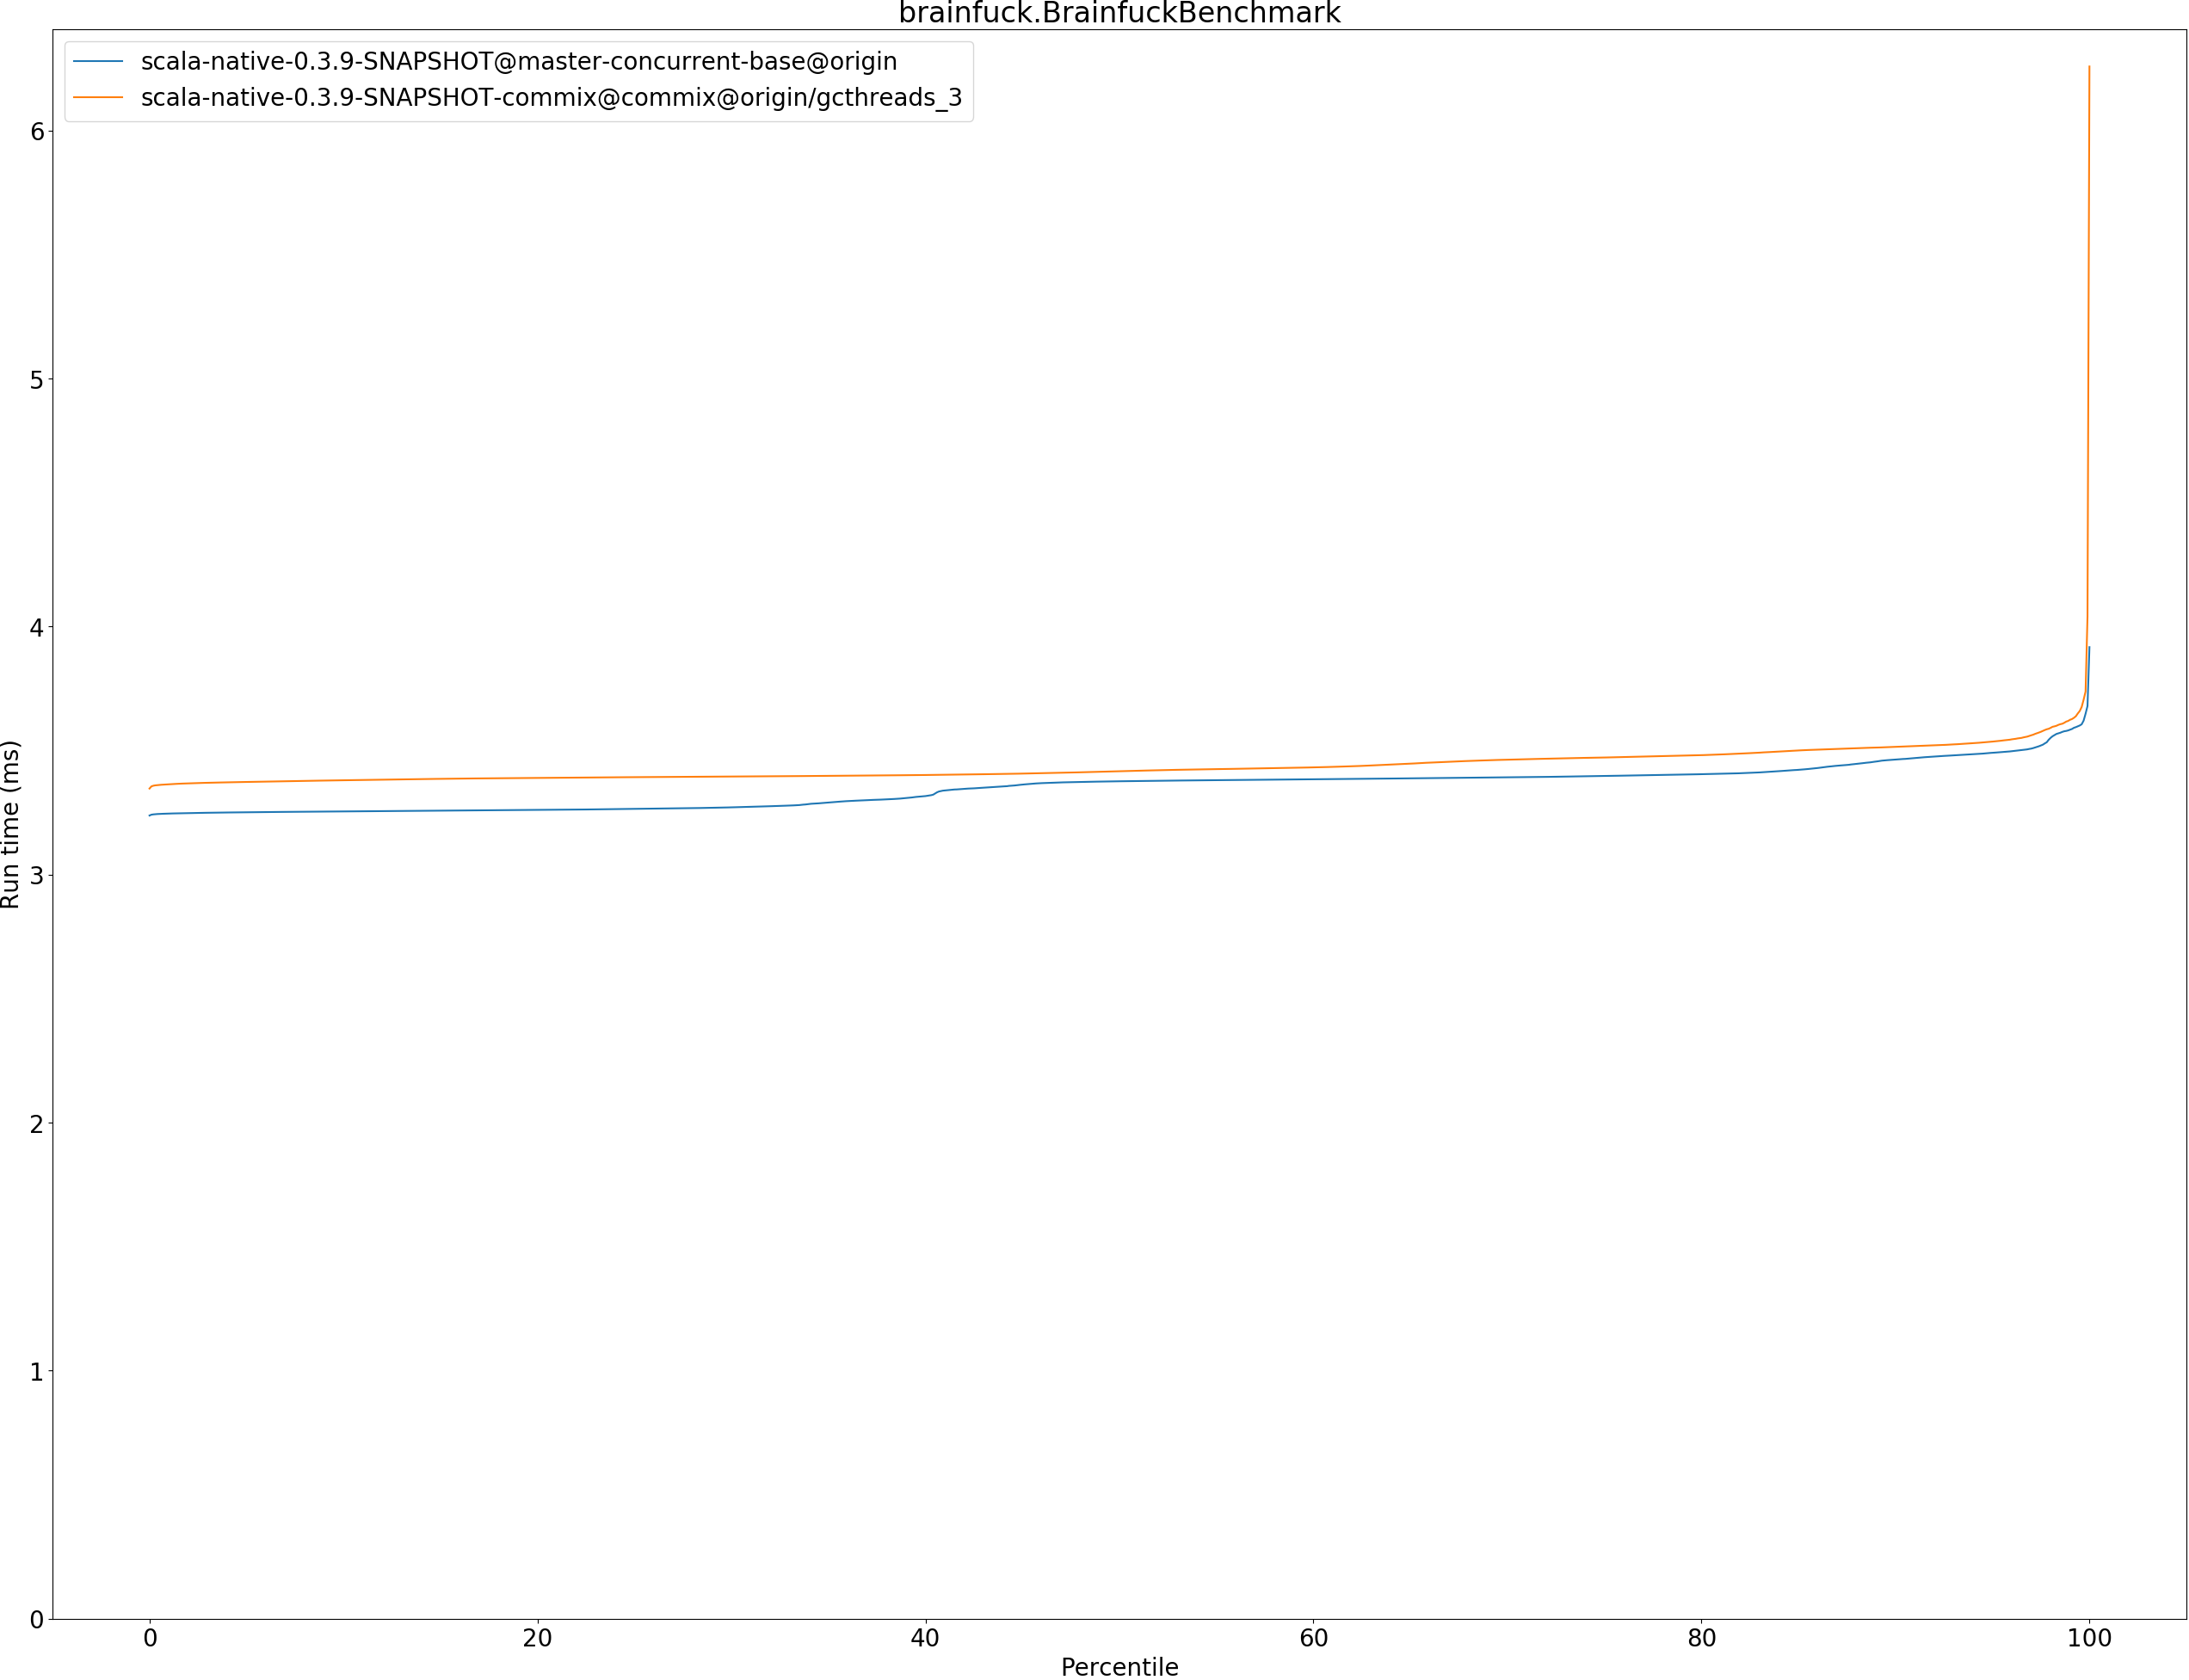 brainfuck.BrainfuckBenchmark
scala-native-0.3.9-SNAPSHOT@master-concurrent-base@origin
scala-native-0.3.9-SNAPSHOT-commix@commix@origin/gcthreads_3
6
5
4
3
2
1
0
Run time (ms)
0 20 40 60 80 100
Percentile